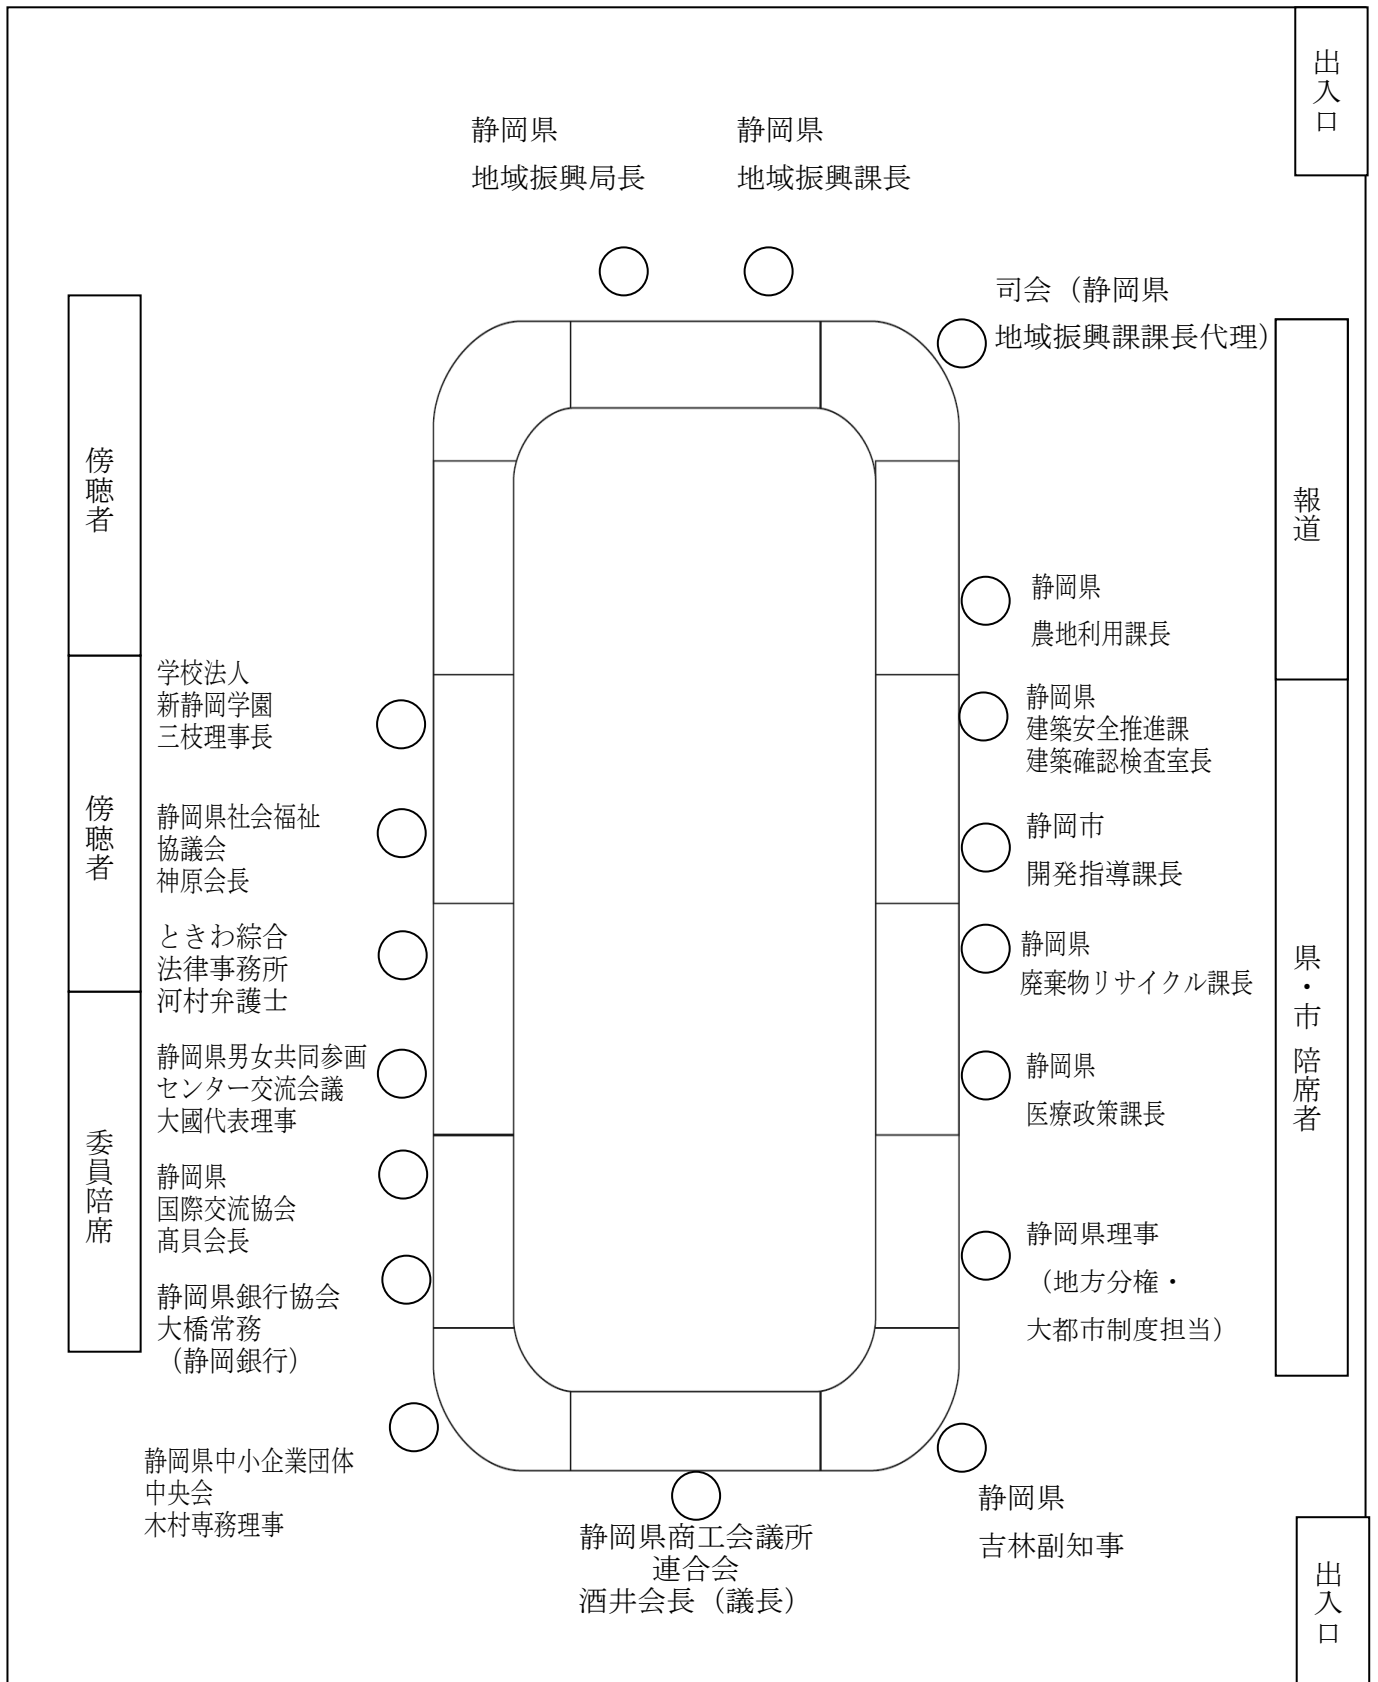 出入口
静岡県
地域振興局長
静岡県
地域振興課長
司会（静岡県
地域振興課課長代理）
傍聴者
報道
静岡県
農地利用課長
学校法人
新静岡学園
三枝理事長
静岡県
建築安全推進課
建築確認検査室長
傍聴者
静岡県社会福祉
協議会
神原会長
静岡市
開発指導課長
ときわ綜合
法律事務所
河村弁護士
静岡県
廃棄物リサイクル課長
県・市 陪席者
静岡県男女共同参画
センター交流会議
大國代表理事
静岡県
医療政策課長
委員陪席
静岡県
国際交流協会
髙貝会長
静岡県理事
（地方分権・
大都市制度担当）
静岡県銀行協会
大橋常務
（静岡銀行）
静岡県中小企業団体
中央会
木村専務理事
静岡県商工会議所
連合会
酒井会長（議長）
静岡県
吉林副知事
出入口